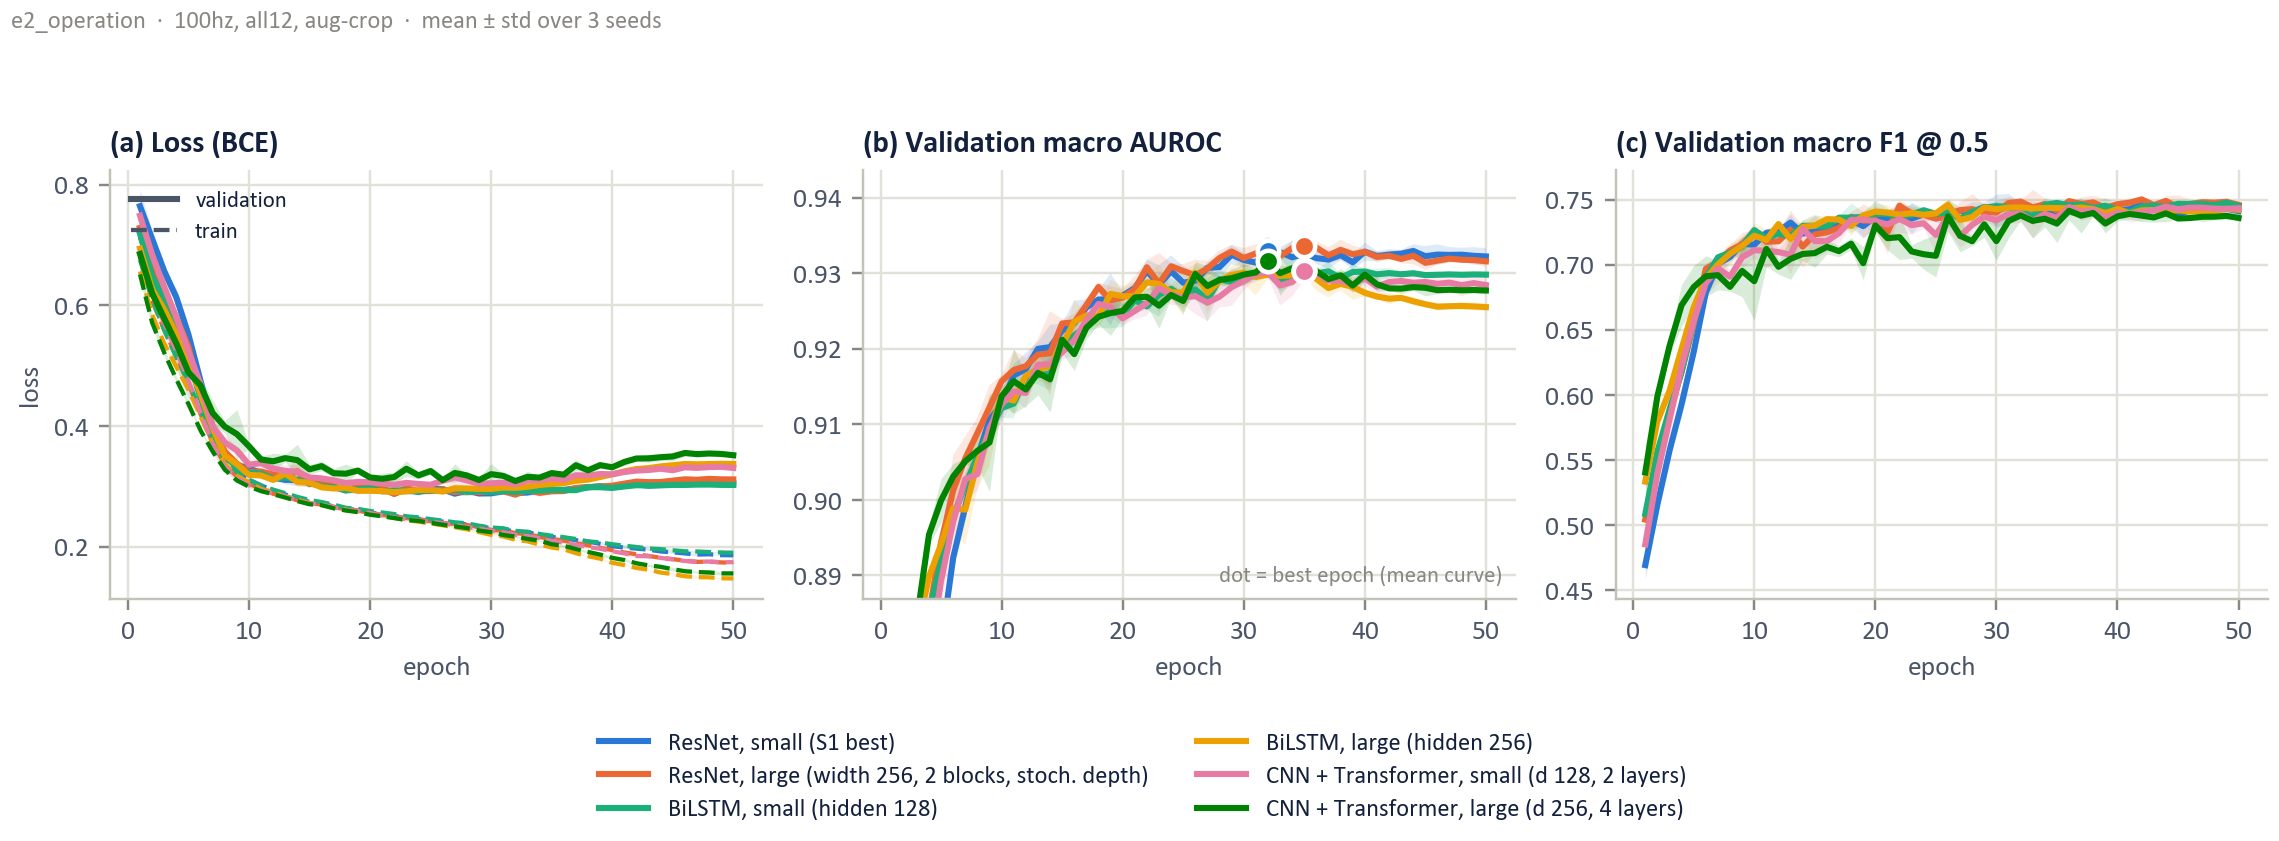 e2_operation · 100hz, all12, aug-crop · mean ± std over 3 seeds
(a) Loss (BCE)
0.8
0.6
0.4
0.2
loss
validation
train
0 10 20 30 40 50
epoch
(b) Validation macro AUROC
0.94
0.93
0.92
0.91
0.90
0.89
dot = best epoch (mean curve)
0 10 20 30 40 50
epoch
(c) Validation macro F1 @ 0.5
0.75
0.70
0.65
0.60
0.55
0.50
0.45
0 10 20 30 40 50
epoch
ResNet, small (S1 best)
ResNet, large (width 256, 2 blocks, stoch. depth)
BiLSTM, small (hidden 128)
BiLSTM, large (hidden 256)
CNN + Transformer, small (d 128, 2 layers)
CNN + Transformer, large (d 256, 4 layers)